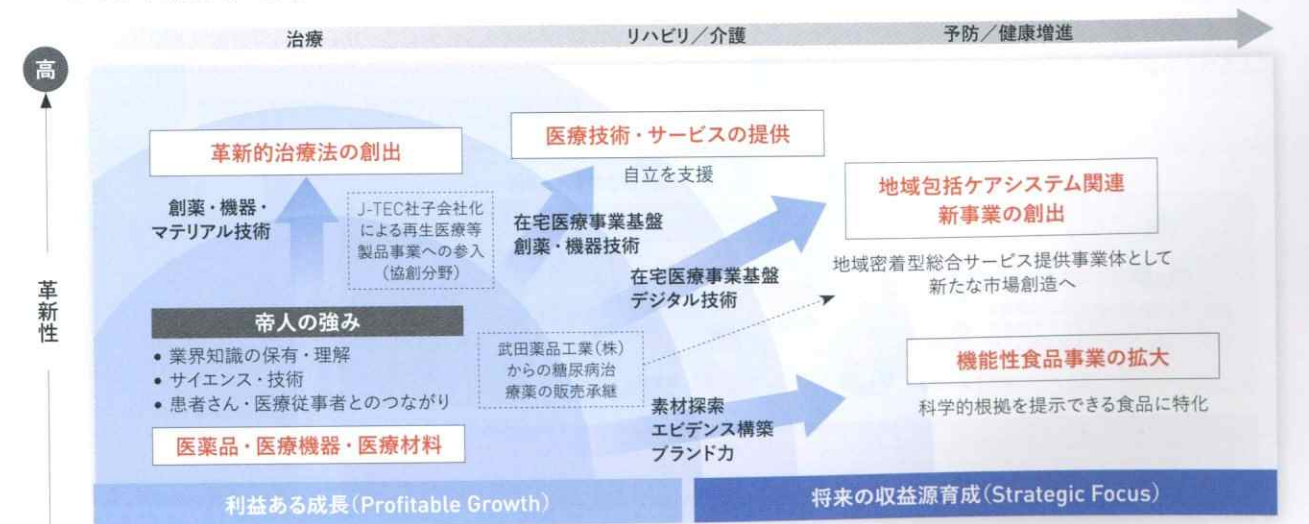 治療
リハビリ／介護
予防／健康増進
高
革新性
革新的治療法の創出
創薬・機器・
マテリアル技術
J-TEC社子会社化
による再生医療等
製品事業への参入
（協創分野）
医療技術・サービスの提供
自立を支援
在宅医療事業基盤
創薬・機器技術
在宅医療事業基盤
デジタル技術
地域包括ケアシステム関連
新事業の創出
地域密着型総合サービス提供事業体として
新たな市場創造へ
帝人の強み
• 業界知識の保有・理解
• サイエンス・技術
• 患者さん・医療従事者とのつながり
医薬品・医療機器・医療材料
武田薬品工業（株）
からの糖尿病治
療薬の販売承継
素材探索
エビデンス構築
ブランド力
機能性食品事業の拡大
科学的根拠を提示できる食品に特化
利益ある成長（Profitable Growth）
将来の収益源育成（Strategic Focus）